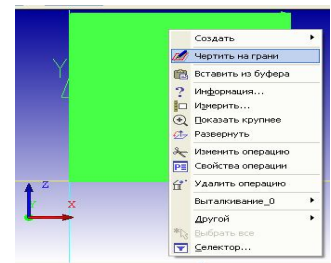 Создать
Чертить на грани
Вставить из буфера
Информация...
Измерить...
Показать крупнее
Развернуть
Изменить операцию
Свойства операции
Удалить операцию
Выталкивание_0
Другой
Выбрать все
Селектор...
Y
Z
X